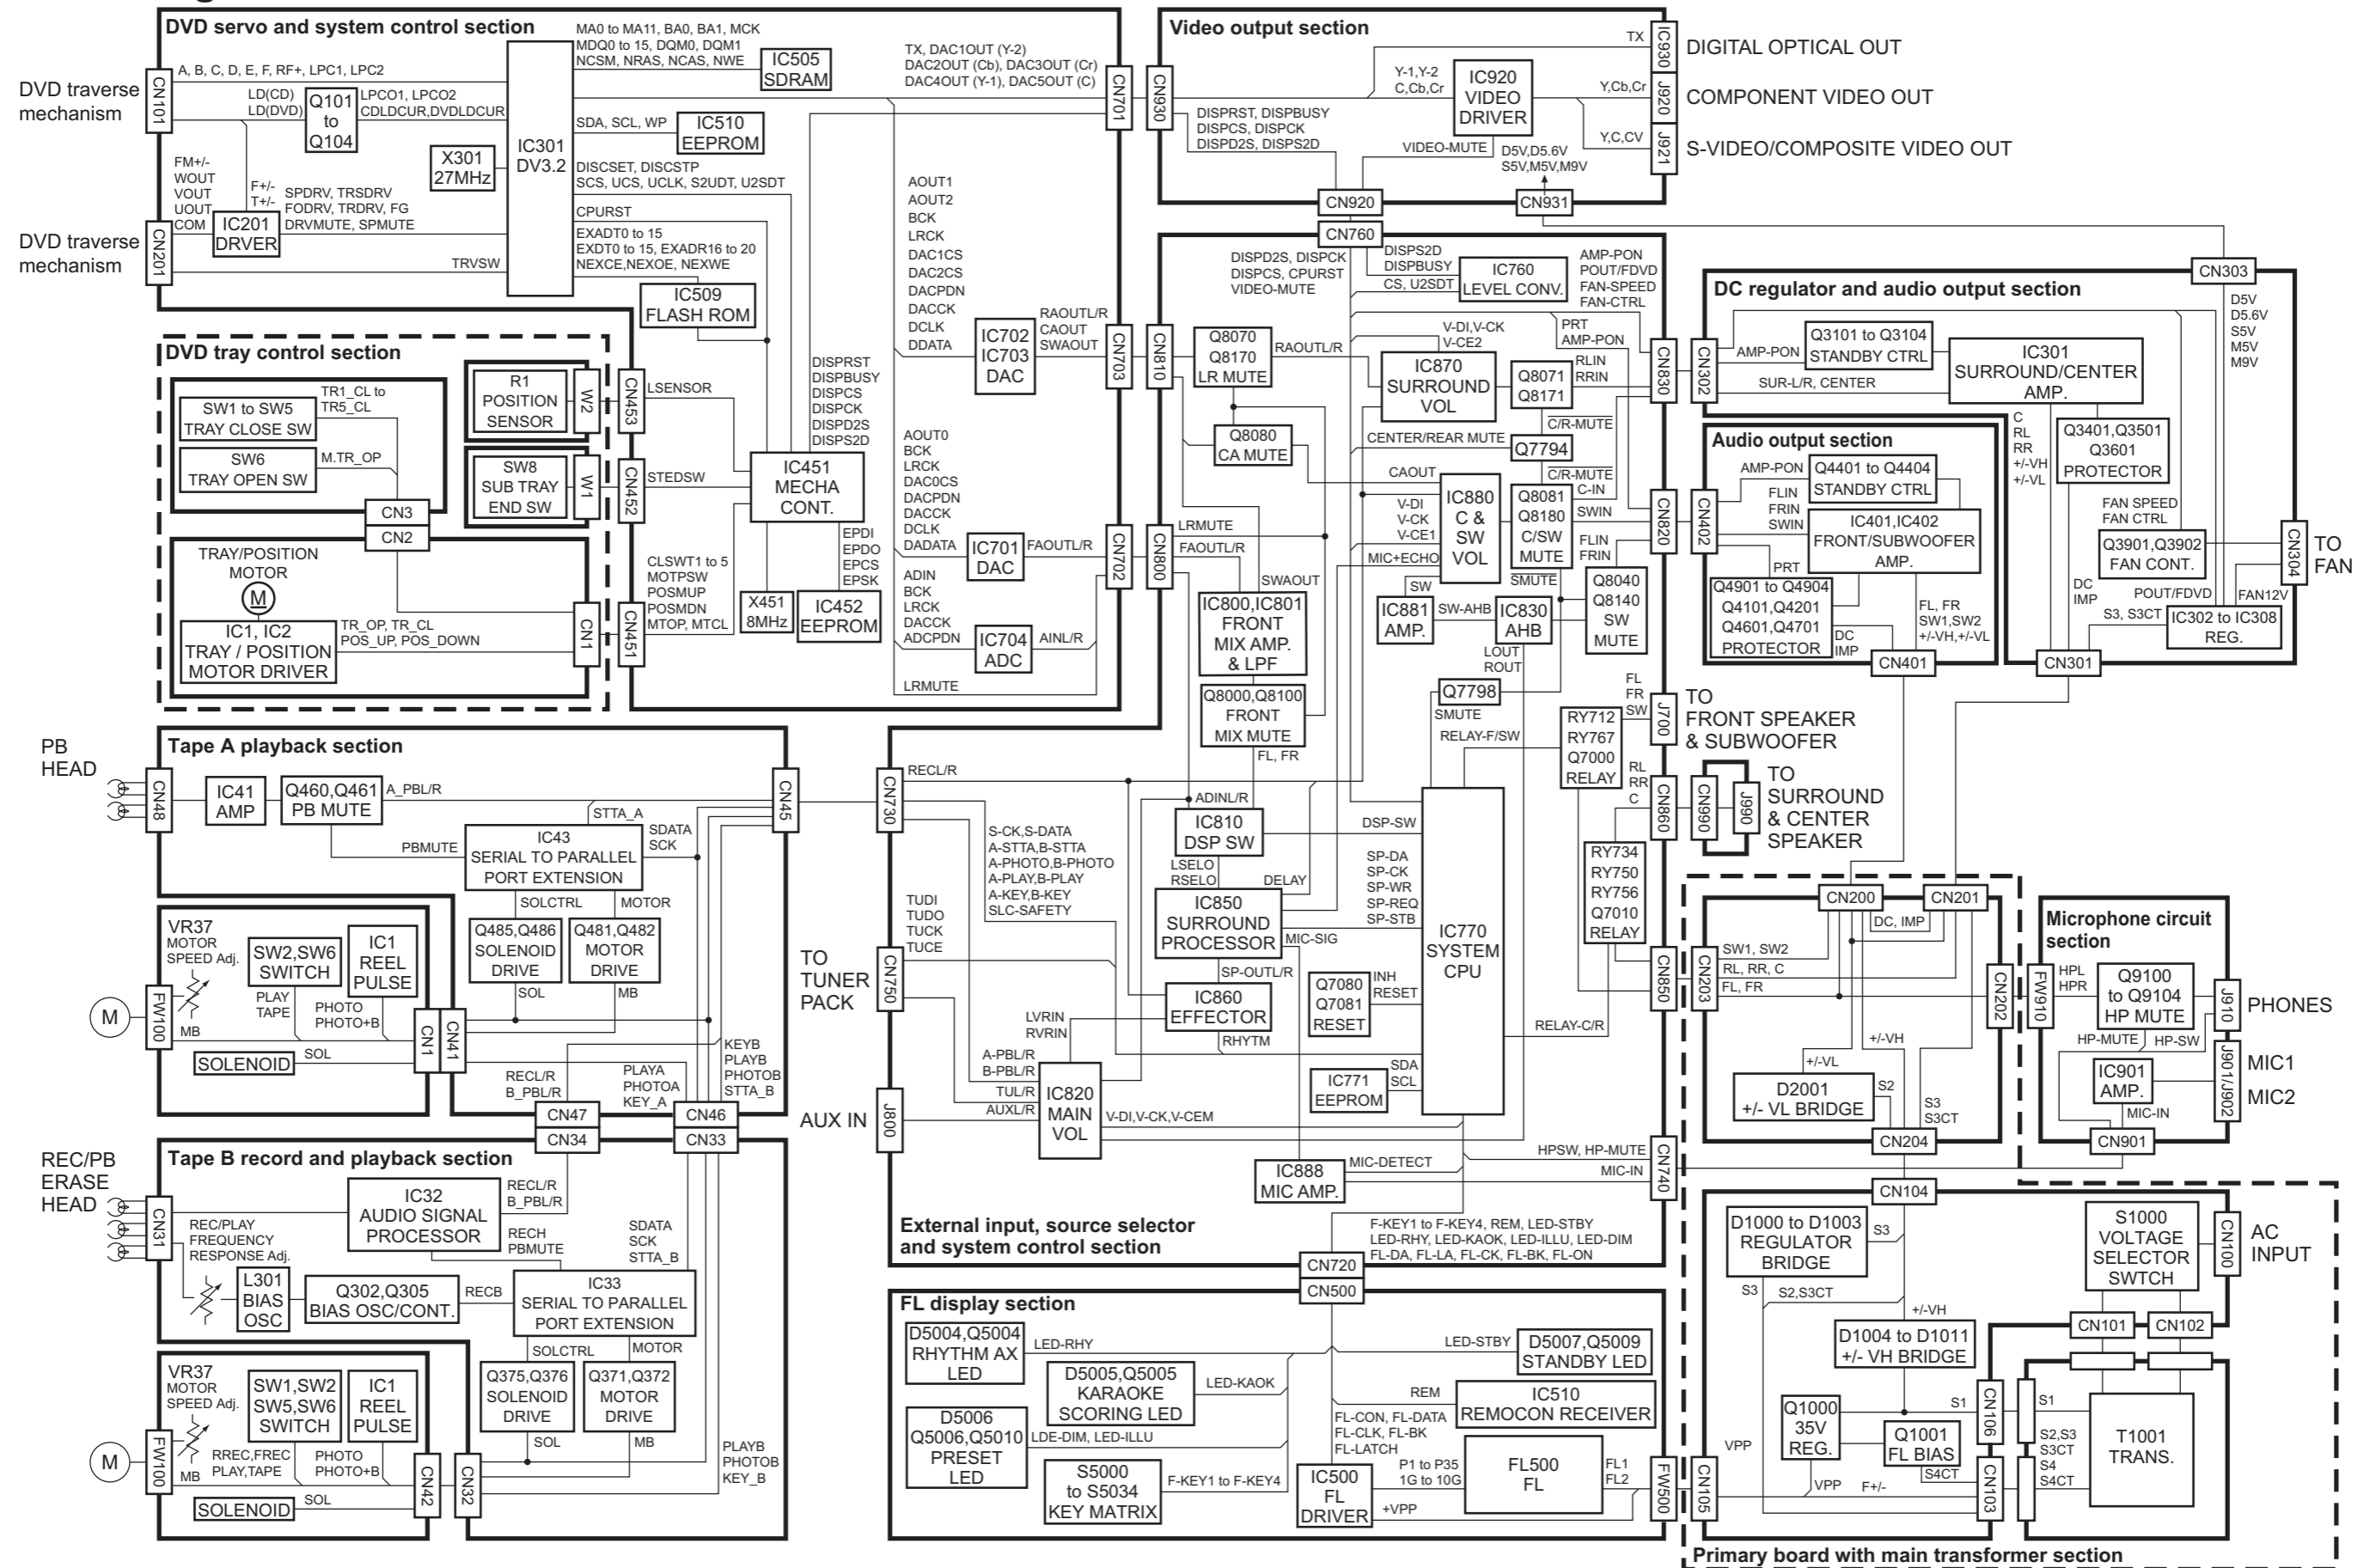 DVD servo and system control section
DVD traverse
mechanism
CN101
A, B, C, D, E, F, RF+, LPC1, LPC2
LD(CD)
LD(DVD)
Q101
to
Q104
LPCO1, LPCO2
CDLDCUR,DVDLDCUR
IC301
DV3.2
MA0 to MA11, BA0, BA1, MCK
MDQ0 to 15, DQM0, DQM1
NCSM, NRAS, NCAS, NWE
IC505
SDRAM
SDA, SCL, WP
IC510
EEPROM
X301
27MHz
DISCSET, DISCSTP
SCS, UCS, UCLK, S2UDT, U2SDT
CPURST
EXADT0 to 15
EXDT0 to 15, EXADR16 to 20
NEXCE,NEXOE, NEXWE
IC509
FLASH ROM
FM+/-
WOUT
VOUT
UOUT
COM
F+/-
T+/-
IC201
DRVER
SPDRV, TRSDRV
FODRV, TRDRV, FG
DRVMUTE, SPMUTE
TRVSW
DVD traverse
mechanism
CN201
TX, DAC1OUT (Y-2)
DAC2OUT (Cb), DAC3OUT (Cr)
DAC4OUT (Y-1), DAC5OUT (C)
CN701
AOUT1
AOUT2
BCK
LRCK
DAC1CS
DAC2CS
DACPDN
DACCK
DCLK
DDATA
IC702
IC703
DAC
RAOUTL/R
CAOUT
SWAOUT
CN703
DISPRST
DISPBUSY
DISPCS
DISPCK
DISPD2S
DISPS2D
AOUT0
BCK
LRCK
DAC0CS
DACPDN
DACCK
DCLK
DADATA
IC701
DAC
FAOUTL/R
CN702
ADIN
BCK
LRCK
DACCK
ADCPDN
IC704
ADC
AINL/R
LRMUTE
IC451
MECHA
CONT.
EPDI
EPDO
EPCS
EPSK
X451
8MHz
IC452
EEPROM
CN453
LSENSOR
CN452
STEDSW
CLSWT1 to 5
MOTPSW
POSMUP
POSMDN
MTOP, MTCL
CN451
DVD tray control section
SW1 to SW5
TRAY CLOSE SW
TR1_CL to
TR5_CL
SW6
TRAY OPEN SW
M.TR_OP
CN3
CN2
R1
POSITION
SENSOR
W2
SW8
SUB TRAY
END SW
W1
TRAY/POSITION
MOTOR
M
IC1, IC2
TRAY / POSITION
MOTOR DRIVER
TR_OP, TR_CL
POS_UP, POS_DOWN
CN1
Video output section
CN930
TX
IC930
DIGITAL OPTICAL OUT
Y-1,Y-2
C,Cb,Cr
IC920
VIDEO
DRIVER
Y,Cb,Cr
J920
COMPONENT VIDEO OUT
Y,C,CV
J921
S-VIDEO/COMPOSITE VIDEO OUT
DISPRST, DISPBUSY
DISPCS, DISPCK
DISPD2S, DISPS2D
VIDEO-MUTE
D5V,D5.6V
S5V,M5V,M9V
CN920
CN931
CN760
DISPD2S, DISPCK
DISPCS, CPURST
VIDEO-MUTE
DISPS2D
DISPBUSY
CS, U2SDT
IC760
LEVEL CONV.
AMP-PON
POUT/FDVD
FAN-SPEED
FAN-CTRL
CN810
Q8070
Q8170
LR MUTE
RAOUTL/R
V-DI,V-CK
V-CE2
IC870
SURROUND
VOL
PRT
AMP-PON
RLIN
RRIN
Q8071
Q8171
CN830
C/R-MUTE
CENTER/REAR MUTE
Q7794
C/R-MUTE
Q8080
CA MUTE
CAOUT
IC880
C &
SW
VOL
V-DI
V-CK
V-CE1
MIC+ECHO
Q8081
Q8180
C/SW
MUTE
C-IN
SWIN
FLIN
FRIN
CN820
LRMUTE
FAOUTL/R
CN800
SWAOUT
IC800,IC801
FRONT
MIX AMP.
& LPF
SW
IC881
AMP.
SW-AHB
IC830
AHB
SMUTE
Q8040
Q8140
SW
MUTE
LOUT
ROUT
Q7798
SMUTE
Q8000,Q8100
FRONT
MIX MUTE
FL, FR
RELAY-F/SW
RY712
RY767
Q7000
RELAY
FL
FR
SW
J700
TO
FRONT SPEAKER
& SUBWOOFER
RL
RR
C
CN860
CN990
J990
TO
SURROUND
& CENTER
SPEAKER
RY734
RY750
RY756
Q7010
RELAY
CN850
RELAY-C/R
CN730
RECL/R
ADINL/R
IC810
DSP SW
DSP-SW
S-CK,S-DATA
A-STTA,B-STTA
A-PHOTO,B-PHOTO
A-PLAY,B-PLAY
A-KEY,B-KEY
SLC-SAFETY
LSELO
RSELO
DELAY
IC850
SURROUND
PROCESSOR
SP-DA
SP-CK
SP-WR
SP-REQ
SP-STB
IC770
SYSTEM
CPU
MIC-SIG
SP-OUTL/R
IC860
EFFECTOR
RHYTM
Q7080
Q7081
RESET
INH
RESET
TUDI
TUDO
TUCK
TUCE
TO
TUNER
PACK
CN750
LVRIN
RVRIN
A-PBL/R
B-PBL/R
TUL/R
AUXL/R
IC820
MAIN
VOL
V-DI,V-CK,V-CEM
IC771
EEPROM
SDA
SCL
AUX IN
J800
IC888
MIC AMP.
MIC-DETECT
HPSW, HP-MUTE
MIC-IN
CN740
External input, source selector
and system control section
F-KEY1 to F-KEY4, REM, LED-STBY
LED-RHY, LED-KAOK, LED-ILLU, LED-DIM
FL-DA, FL-LA, FL-CK, FL-BK, FL-ON
CN720
CN500
DC regulator and audio output section
CN303
D5V
D5.6V
S5V
M5V
M9V
CN302
AMP-PON
Q3101 to Q3104
STANDBY CTRL
SUR-L/R, CENTER
IC301
SURROUND/CENTER
AMP.
C
RL
RR
+/-VH
+/-VL
Q3401,Q3501
Q3601
PROTECTOR
FAN SPEED
FAN CTRL
Q3901,Q3902
FAN CONT.
CN304
TO
FAN
DC
IMP
POUT/FDVD
FAN12V
S3, S3CT
IC302 to IC308
REG.
CN301
Audio output section
CN402
AMP-PON
Q4401 to Q4404
STANDBY CTRL
FLIN
FRIN
SWIN
IC401,IC402
FRONT/SUBWOOFER
AMP.
PRT
Q4901 to Q4904
Q4101,Q4201
Q4601,Q4701
PROTECTOR
DC
IMP
FL, FR
SW1,SW2
+/-VH,+/-VL
CN401
Tape A playback section
PB
HEAD
CN48
IC41
AMP
Q460,Q461
PB MUTE
A_PBL/R
CN45
STTA_A
PBMUTE
IC43
SERIAL TO PARALLEL
PORT EXTENSION
SDATA
SCK
SOLCTRL
MOTOR
Q485,Q486
SOLENOID
DRIVE
Q481,Q482
MOTOR
DRIVE
SOL
MB
VR37
MOTOR
SPEED Adj.
SW2,SW6
SWITCH
IC1
REEL
PULSE
PLAY
TAPE
PHOTO
PHOTO+B
M
FW100
MB
SOLENOID
SOL
CN1
CN41
KEYB
PLAYB
PHOTOB
STTA_B
RECL/R
B_PBL/R
PLAYA
PHOTOA
KEY_A
CN47
CN46
CN34
CN33
Tape B record and playback section
REC/PB
ERASE
HEAD
CN31
REC/PLAY
FREQUENCY
RESPONSE Adj.
IC32
AUDIO SIGNAL
PROCESSOR
RECL/R
B_PBL/R
RECH
PBMUTE
SDATA
SCK
STTA_B
L301
BIAS
OSC
Q302,Q305
BIAS OSC/CONT.
RECB
IC33
SERIAL TO PARALLEL
PORT EXTENSION
SOLCTRL
MOTOR
Q375,Q376
SOLENOID
DRIVE
Q371,Q372
MOTOR
DRIVE
SOL
MB
PLAYB
PHOTOB
KEY_B
VR37
MOTOR
SPEED Adj.
SW1,SW2
SW5,SW6
SWITCH
IC1
REEL
PULSE
RREC,FREC
PLAY,TAPE
PHOTO
PHOTO+B
M
FW100
MB
SOLENOID
SOL
CN42
CN32
FL display section
D5004,Q5004
RHYTHM AX
LED
LED-RHY
D5005,Q5005
KARAOKE
SCORING LED
LED-KAOK
LED-STBY
D5007,Q5009
STANDBY LED
REM
IC510
REMOCON RECEIVER
D5006
Q5006,Q5010
PRESET
LED
LDE-DIM, LED-ILLU
S5000
to S5034
KEY MATRIX
F-KEY1 to F-KEY4
FL-CON, FL-DATA
FL-CLK, FL-BK
FL-LATCH
IC500
FL
DRIVER
P1 to P35
1G to 10G
+VPP
FL500
FL
FL1
FL2
FW500
CN200
CN201
DC, IMP
SW1, SW2
RL, RR, C
FL, FR
CN203
CN202
+/-VL
+/-VH
D2001
+/- VL BRIDGE
S2
S3
S3CT
CN204
Microphone circuit
section
FW910
HPL
HPR
Q9100
to Q9104
HP MUTE
J910
PHONES
HP-MUTE
HP-SW
IC901
AMP.
MIC-IN
J901/J902
MIC1
MIC2
CN901
CN104
D1000 to D1003
REGULATOR
BRIDGE
S3
S3
S2,S3CT
+/-VH
S1000
VOLTAGE
SELECTOR
SWTCH
CN100
AC
INPUT
CN101
CN102
D1004 to D1011
+/- VH BRIDGE
Q1000
35V
REG.
Q1001
FL BIAS
S1
CN106
S1
S2,S3
S3CT
S4
S4CT
T1001
TRANS.
VPP
VPP
S4CT
F+/-
CN103
CN105
Primary board with main transformer section